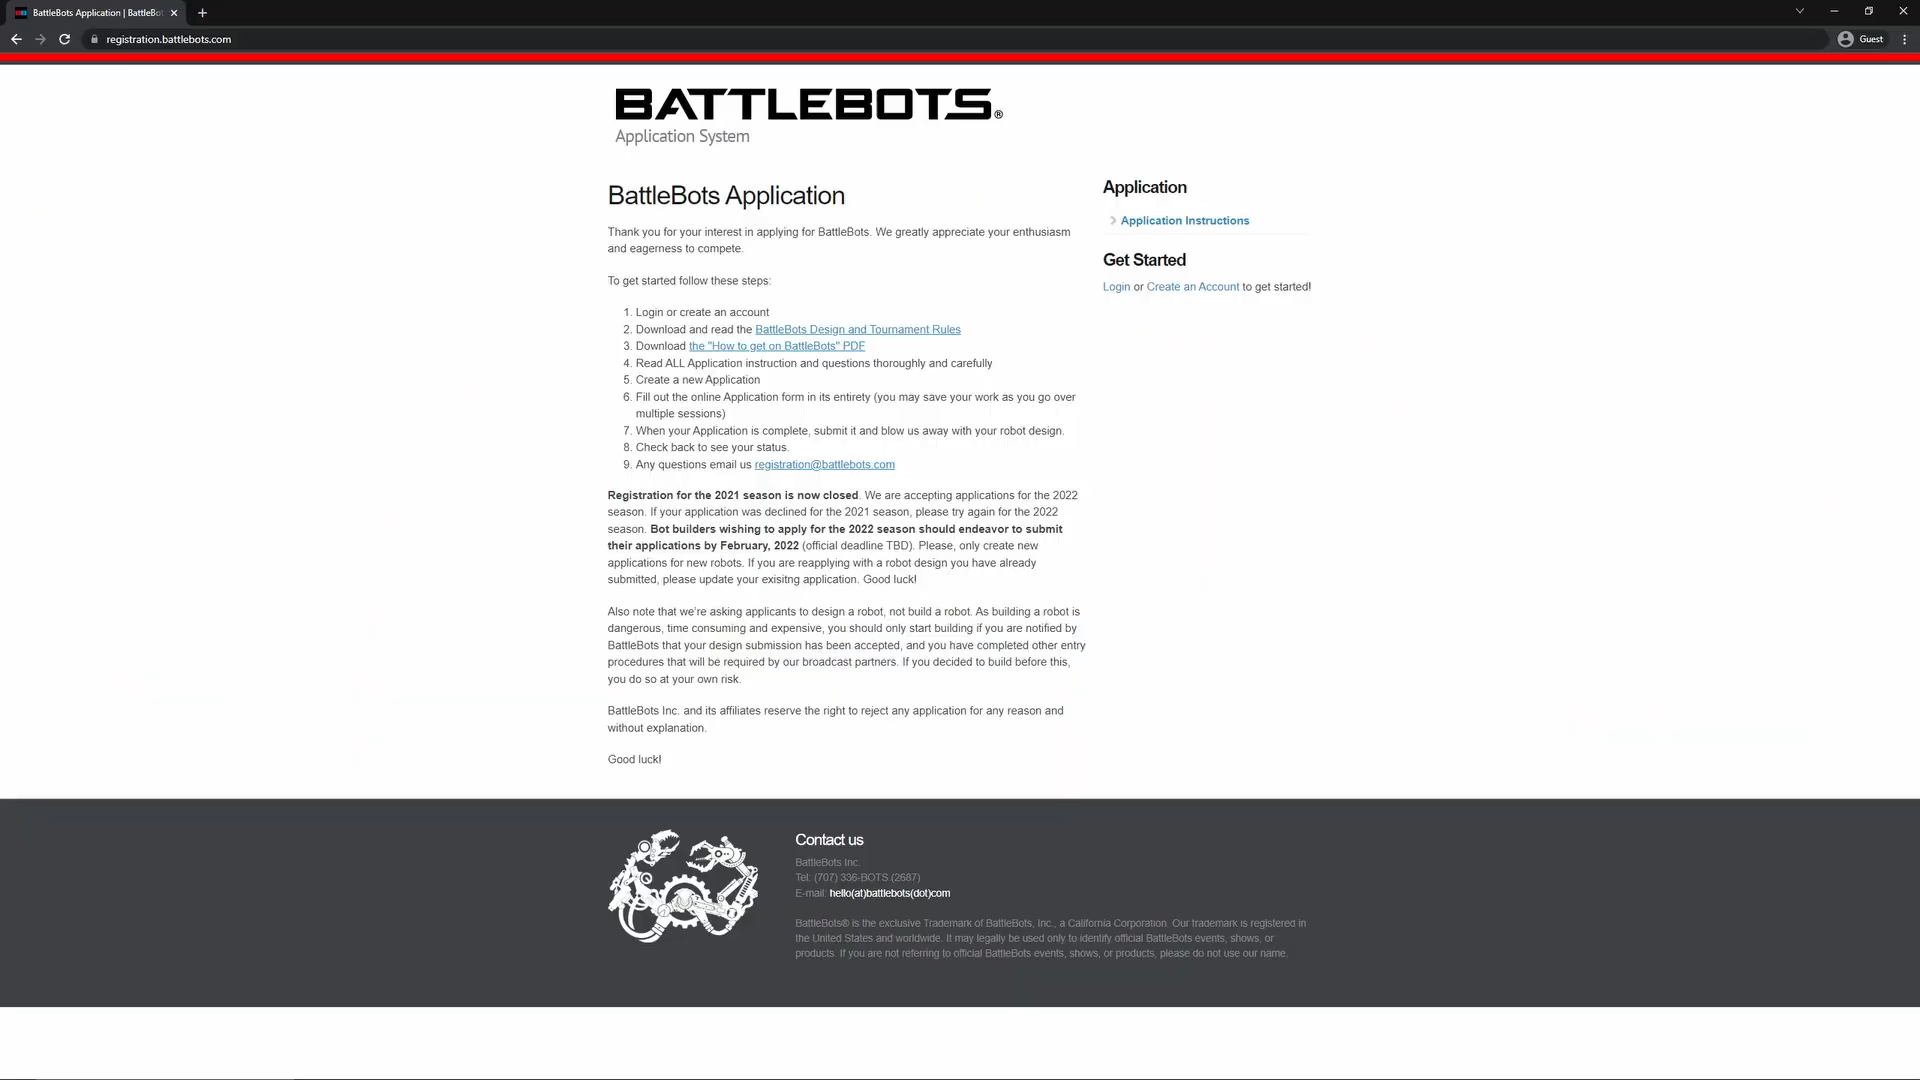 BattleBots Application | BattleBot
registration.battlebots.com
Guest
BATTLEBOTS®
Application System
BattleBots Application
Thank you for your interest in applying for BattleBots. We greatly appreciate your enthusiasm
and eagerness to compete.
To get started follow these steps:
1. Login or create an account
2. Download and read the BattleBots Design and Tournament Rules
3. Download the "How to get on BattleBots" PDF
4. Read ALL Application instruction and questions thoroughly and carefully
5. Create a new Application
6. Fill out the online Application form in its entirety (you may save your work as you go over
multiple sessions)
7. When your Application is complete, submit it and blow us away with your robot design.
8. Check back to see your status.
9. Any questions email us registration@battlebots.com
Registration for the 2021 season is now closed. We are accepting applications for the 2022
season. If your application was declined for the 2021 season, please try again for the 2022
season. Bot builders wishing to apply for the 2022 season should endeavor to submit
their applications by February, 2022 (official deadline TBD). Please, only create new
applications for new robots. If you are reapplying with a robot design you have already
submitted, please update your exisitng application. Good luck!
Also note that we're asking applicants to design a robot, not build a robot. As building a robot is
dangerous, time consuming and expensive, you should only start building if you are notified by
BattleBots that your design submission has been accepted, and you have completed other entry
procedures that will be required by our broadcast partners. If you decided to build before this,
you do so at your own risk.
BattleBots Inc. and its affiliates reserve the right to reject any application for any reason and
without explanation.
Good luck!
Application
Application Instructions
Get Started
Login or Create an Account to get started!
Contact us
BattleBots Inc.
Tel: (707) 336-BOTS (2687)
E-mail: hello(at)battlebots(dot)com
BattleBots® is the exclusive Trademark of BattleBots, Inc., a California Corporation. Our trademark is registered in
the United States and worldwide. It may legally be used only to identify official BattleBots events, shows, or
products. If you are not referring to official BattleBots events, shows, or products, please do not use our name.